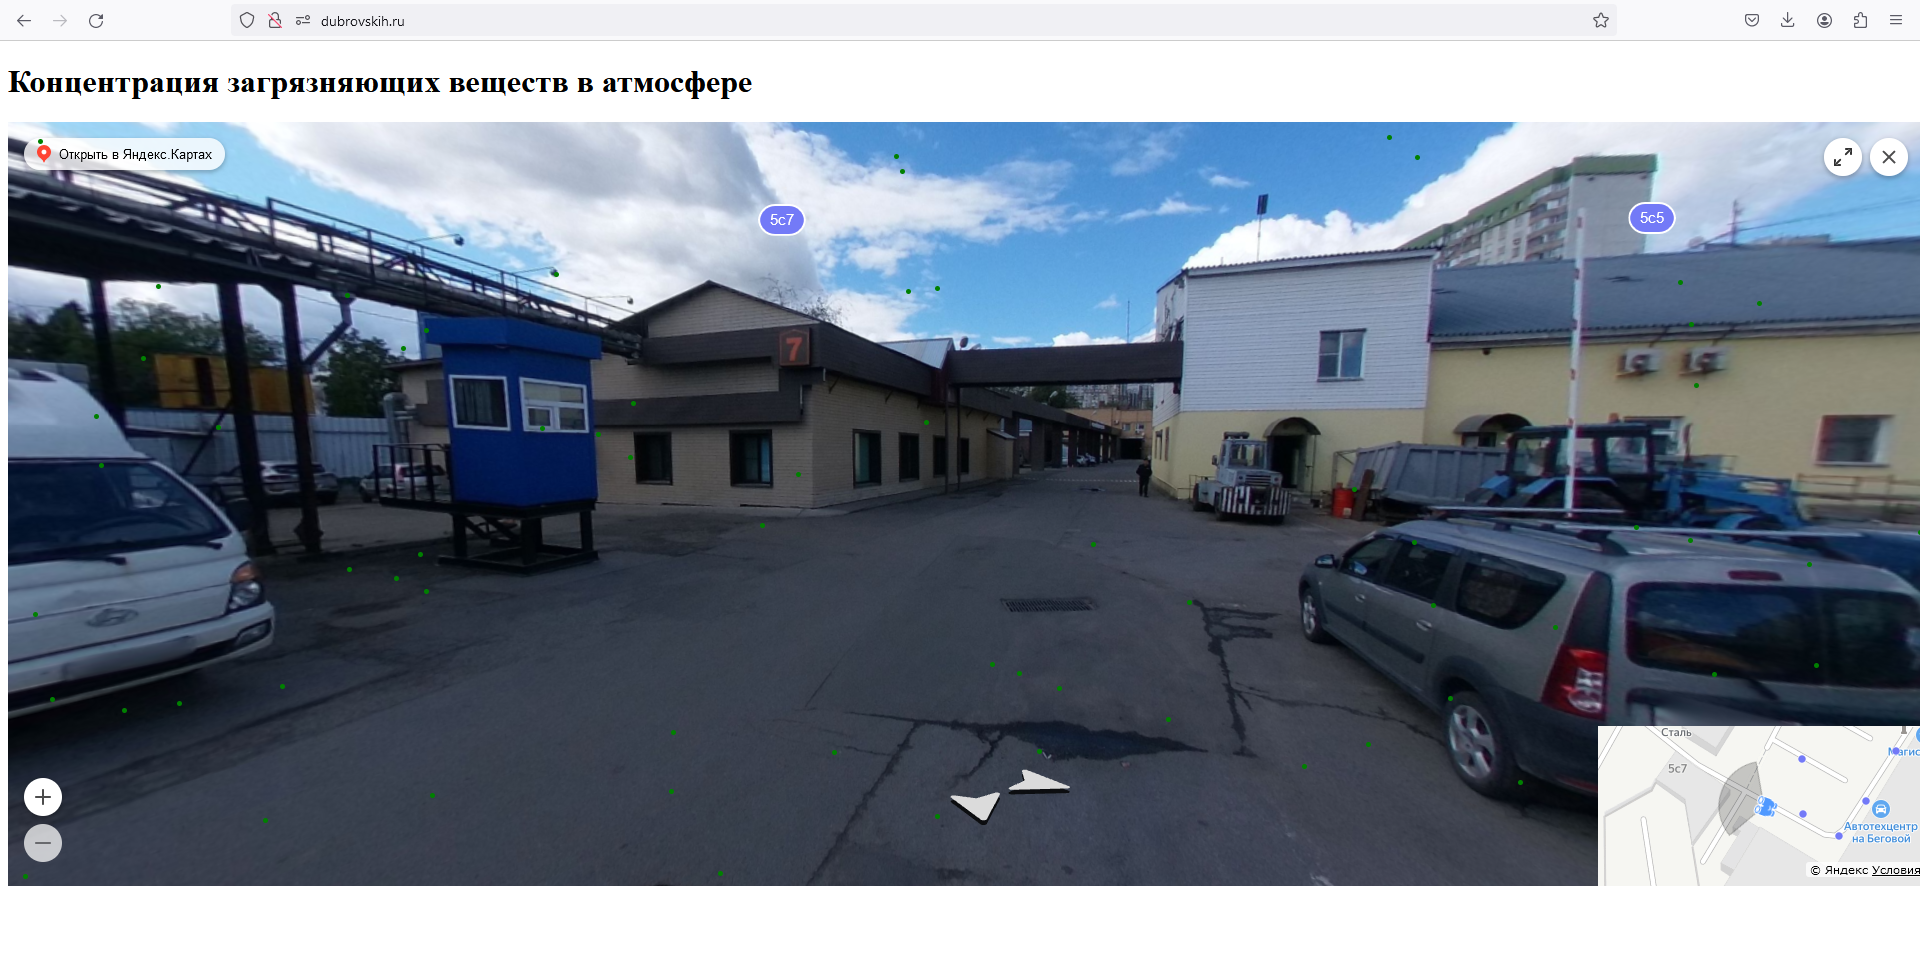 dubrovskih.ru
Концентрация загрязняющих веществ в атмосфере
Открыть в Яндекс.Картах
5с7
5с5
7
Сталь
5с7
Магис
Автотехцентр
на Беговой
© Яндекс Условия